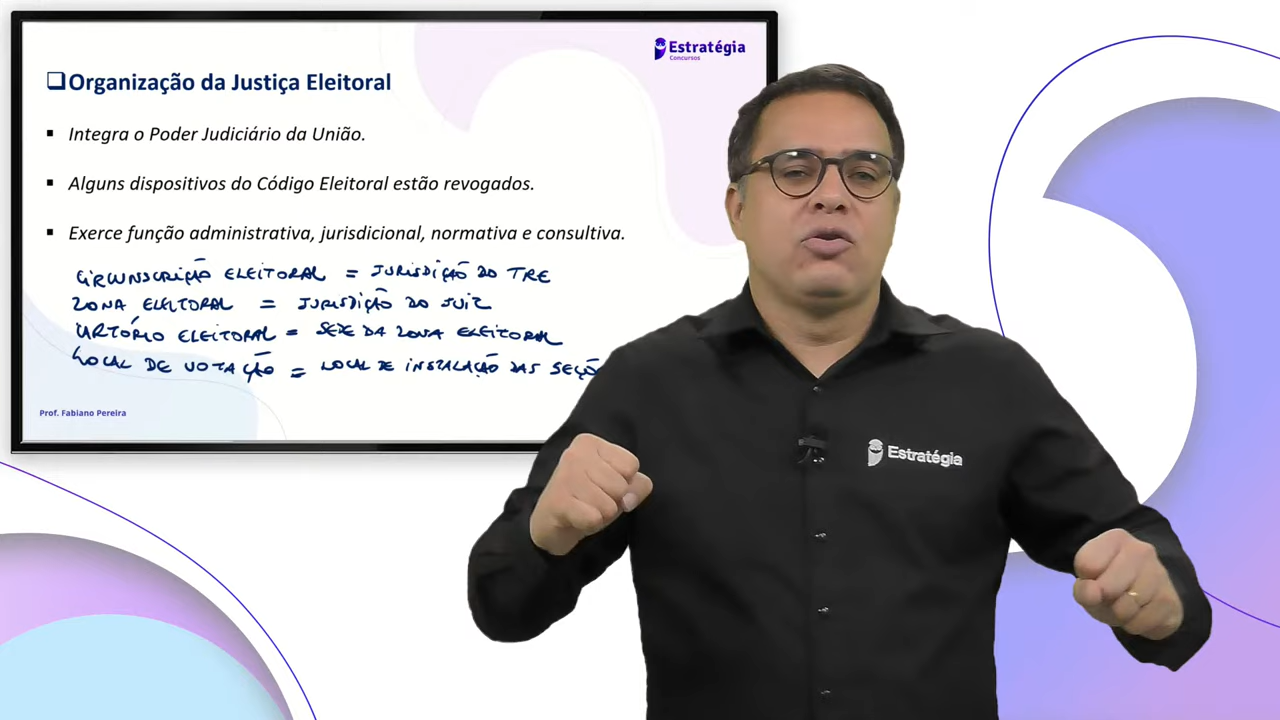 Estratégia
Concursos
Organização da Justiça Eleitoral
Integra o Poder Judiciário da União.
Alguns dispositivos do Código Eleitoral estão revogados.
Exerce função administrativa, jurisdicional, normativa e consultiva.
CIRCUNSCRIÇÃO ELEITORAL = JURISDIÇÃO DO TRE
ZONA ELEITORAL = JURISDIÇÃO DO JUIZ
CARTÓRIO ELEITORAL = SEDE DA ZONA ELEITORAL
LOCAL DE VOTAÇÃO = LOCAL DE INSTALAÇÃO DAS SEÇÕ
Prof. Fabiano Pereira
Estratégia